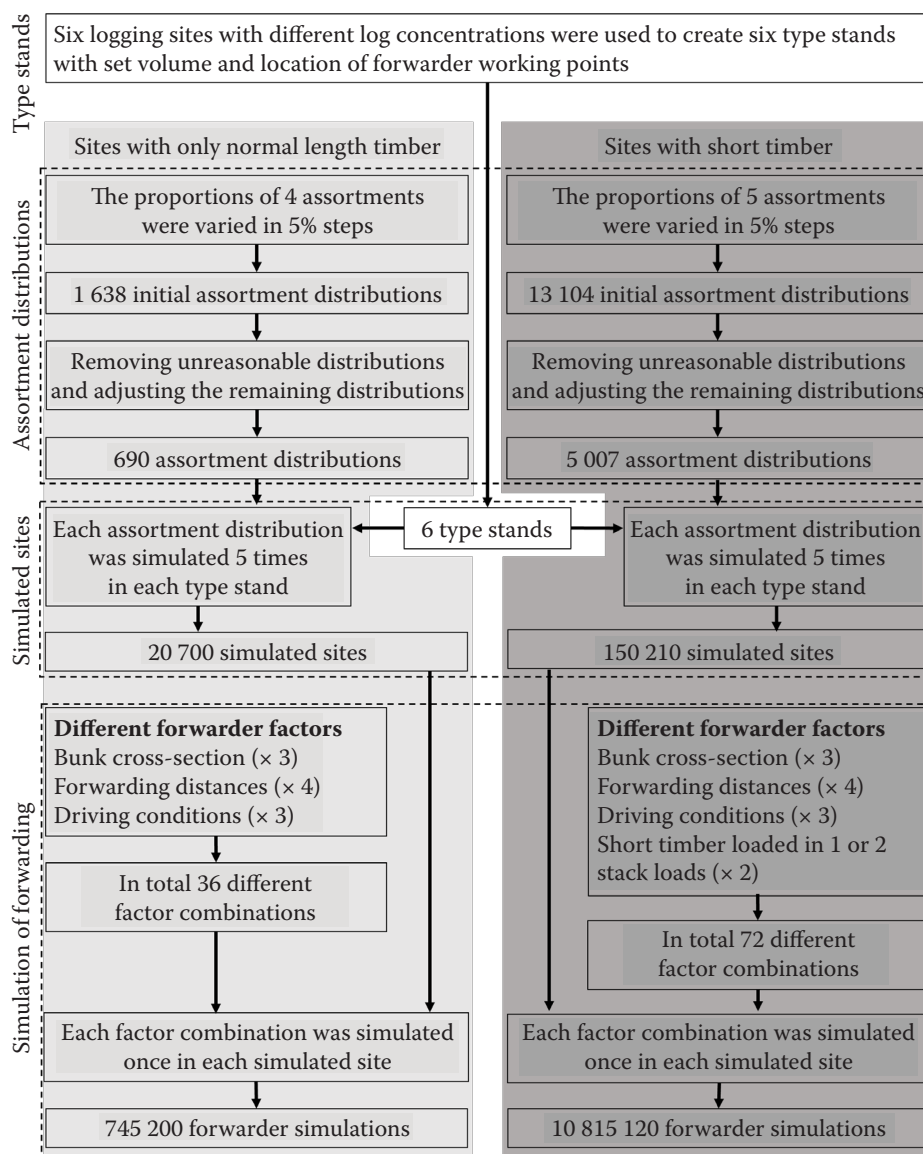 Type stands
Six logging sites with different log concentrations were used to create six type stands
with set volume and location of forwarder working points
Sites with only normal length timber
Sites with short timber
Assortment distributions
The proportions of 4 assortments
were varied in 5% steps
The proportions of 5 assortments
were varied in 5% steps
1 638 initial assortment distributions
13 104 initial assortment distributions
Removing unreasonable distributions
and adjusting the remaining distributions
Removing unreasonable distributions
and adjusting the remaining distributions
690 assortment distributions
5 007 assortment distributions
Simulated sites
Each assortment distribution
was simulated 5 times
in each type stand
6 type stands
Each assortment distribution
was simulated 5 times
in each type stand
20 700 simulated sites
150 210 simulated sites
Simulation of forwarding
Different forwarder factors
Bunk cross-section (× 3)
Forwarding distances (× 4)
Driving conditions (× 3)
In total 36 different
factor combinations
Different forwarder factors
Bunk cross-section (× 3)
Forwarding distances (× 4)
Driving conditions (× 3)
Short timber loaded in 1 or 2
stack loads (× 2)
In total 72 different
factor combinations
Each factor combination was simulated
once in each simulated site
Each factor combination was simulated
once in each simulated site
745 200 forwarder simulations
10 815 120 forwarder simulations